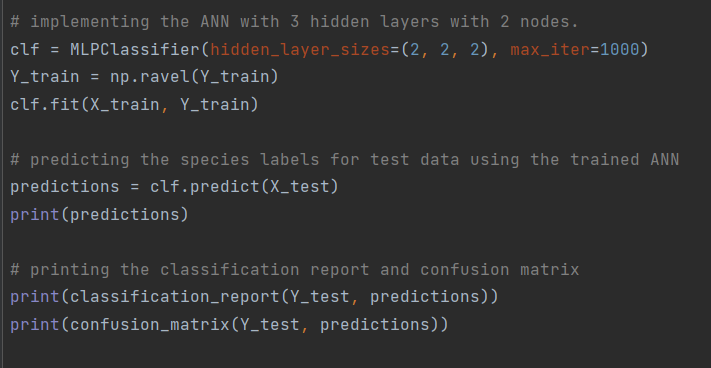 # implementing the ANN with 3 hidden layers with 2 nodes.
clf = MLPClassifier(hidden_layer_sizes=(2, 2, 2), max_iter=1000)
Y_train = np.ravel(Y_train)
clf.fit(X_train, Y_train)
# predicting the species labels for test data using the trained ANN
predictions = clf.predict(X_test)
print(predictions)
# printing the classification report and confusion matrix
print(classification_report(Y_test, predictions))
print(confusion_matrix(Y_test, predictions))